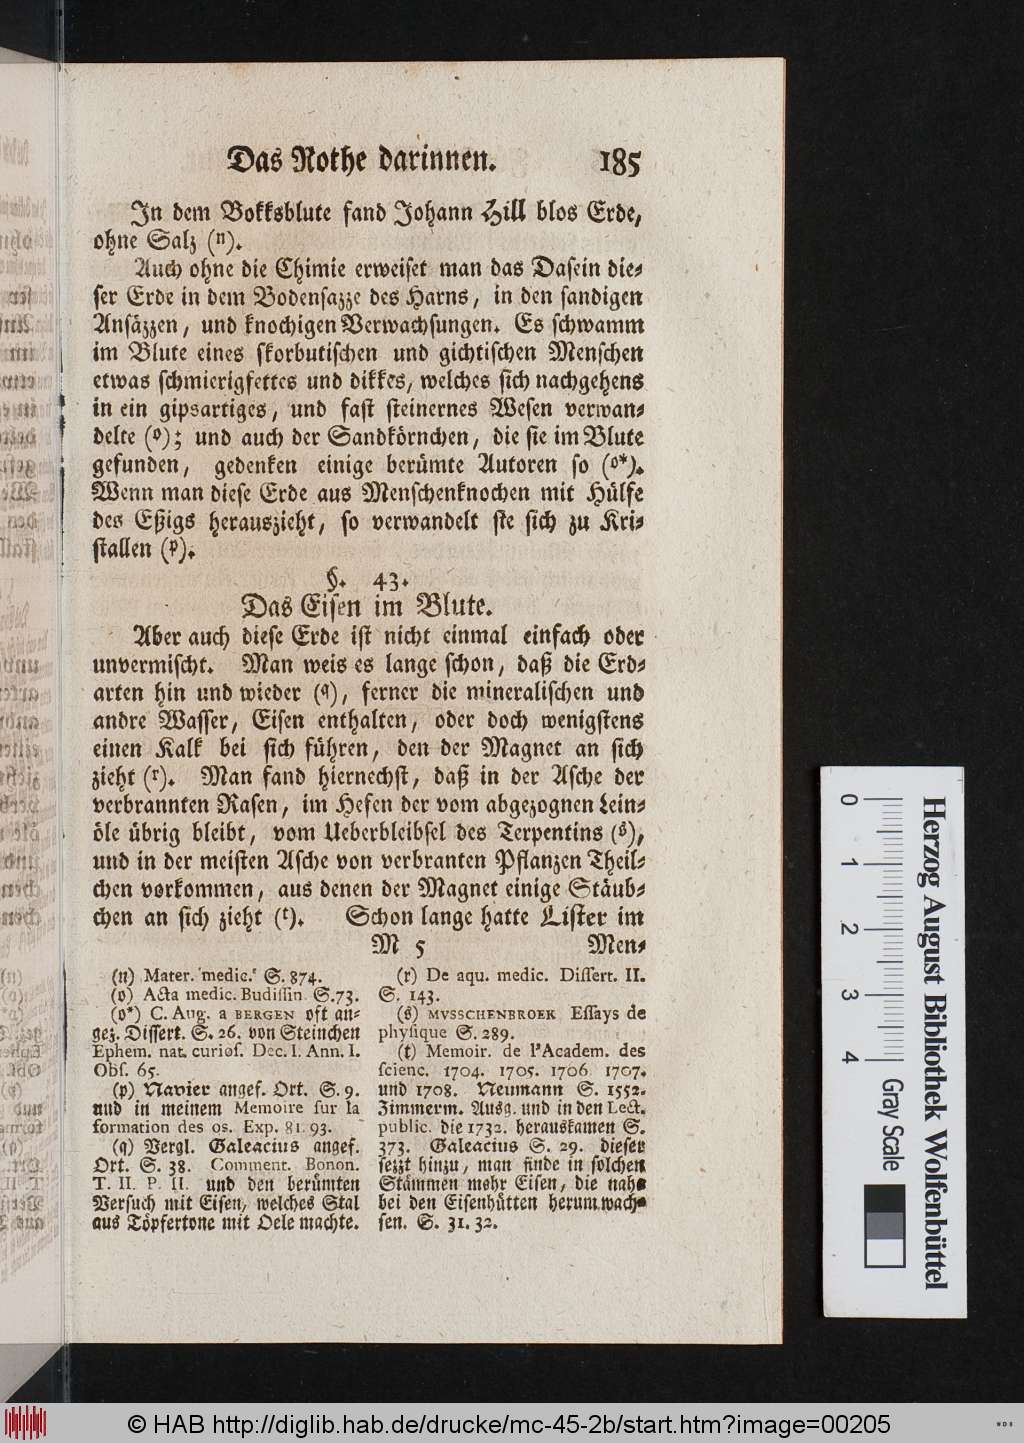 Das Rothe darinnen. 185
In dem Bokksblute fand Johann Hill blos Erde,
ohne Salz (n).
Auch ohne die Chimie erweiset man das Dasein die-
ser Erde in dem Bodensazze des Harns, in den sandigen
Ansäzzen, und knochigen Verwachsungen. Es schwamm
im Blute eines skorbutischen und gichtischen Menschen
etwas schmierigfettes und dikkes, welches sich nachgehens
in ein gipsartiges, und fast steinernes Wesen verwan-
delte (o); und auch der Sandkörnchen, die sie im Blute
gefunden, gedenken einige berümte Autoren so (o*).
Wenn man diese Erde aus Menschenknochen mit Hülfe
des Eßigs herauszieht, so verwandelt sie sich zu Kri-
stallen (p).
§. 43.
Das Eisen im Blute.
Aber auch diese Erde ist nicht einmal einfach oder
unvermischt. Man weis es lange schon, daß die Erd-
arten hin und wieder (q), ferner die mineralischen und
andre Wasser, Eisen enthalten, oder doch wenigstens
einen Kalk bei sich führen, den der Magnet an sich
zieht (r). Man fand hiernechst, daß in der Asche der
verbrannten Rasen, im Hefen der vom abgezognen Lein-
öle übrig bleibt, vom Ueberbleibsel des Terpentins (s),
und in der meisten Asche von verbranten Pflanzen Theil-
chen vorkommen, aus denen der Magnet einige Stäub-
chen an sich zieht (t). Schon lange hatte Lister im
M 5 Men-
(n) Mater. medic. S. 874.
(o) Acta medic. Budissin S. 73.
(o*) C. Aug. a BERGEN oft an-
gez. Dissert. S. 26. von Steinchen
Ephem. nat. curios. Dec. I. Ann. I.
Obs. 65.
(p) Navier angef. Ort. S. 9.
und in meinem Memoire sur la
formation des os. Exp. 81. 93.
(q) Vergl. Galeacius angef.
Ort. S. 38. Comment. Bonon.
T. II. P. II. und den berümten
Versuch mit Eisen, welches Stal
aus Töpfertone mit Oele machte.
(r) De aqu. medic. Dissert. II.
S. 143.
(s) MVSSCHENBROEK Essays de
physique S. 289.
(t) Memoir. de l'Academ. des
scienc. 1704. 1705. 1706. 1707.
und 1708. Neumann S. 1552.
Zimmerm. Ausg. und in den Lect.
public. die 1732. herauskamen S.
373. Galeacius S. 29. dieser
sezzt hinzu, man finde in solchen
Stämmen mehr Eisen, die nahe
bei den Eisenhütten herum wach-
sen. S. 31. 32.
0 1 2 3 4
Herzog August Bibliothek Wolfenbüttel
Gray Scale
© HAB http://diglib.hab.de/drucke/mc-45-2b/start.htm?image=00205